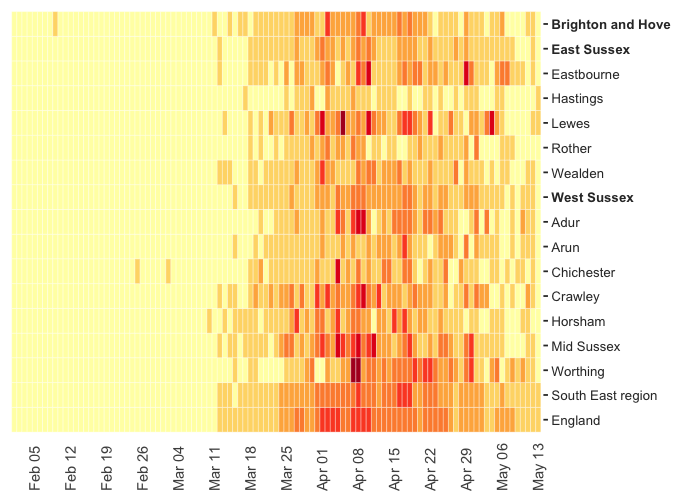 Brighton and Hove
East Sussex
Eastbourne
Hastings
Lewes
Rother
Wealden
West Sussex
Adur
Arun
Chichester
Crawley
Horsham
Mid Sussex
Worthing
South East region
England
Feb 05
Feb 12
Feb 19
Feb 26
Mar 04
Mar 11
Mar 18
Mar 25
Apr 01
Apr 08
Apr 15
Apr 22
Apr 29
May 06
May 13